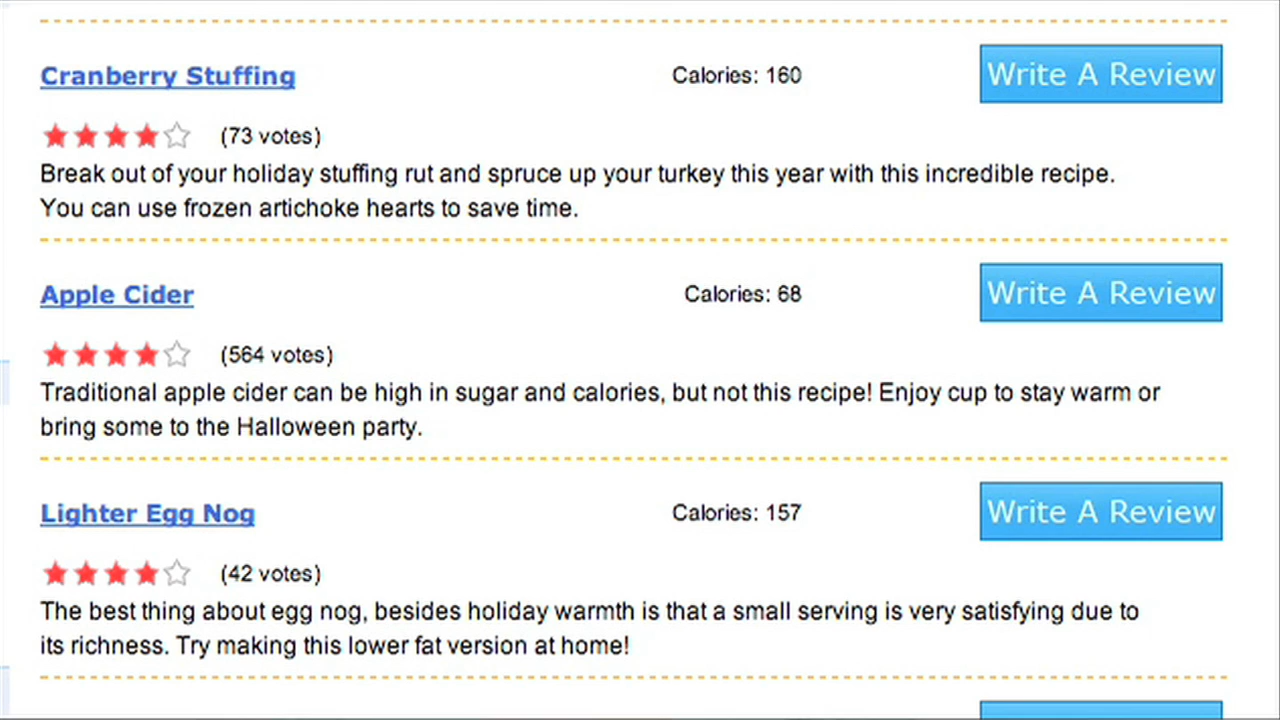 Cranberry Stuffing Calories: 160 Write A Review
(73 votes)
Break out of your holiday stuffing rut and spruce up your turkey this year with this incredible recipe.
You can use frozen artichoke hearts to save time.
Apple Cider Calories: 68 Write A Review
(564 votes)
Traditional apple cider can be high in sugar and calories, but not this recipe! Enjoy cup to stay warm or
bring some to the Halloween party.
Lighter Egg Nog Calories: 157 Write A Review
(42 votes)
The best thing about egg nog, besides holiday warmth is that a small serving is very satisfying due to
its richness. Try making this lower fat version at home!